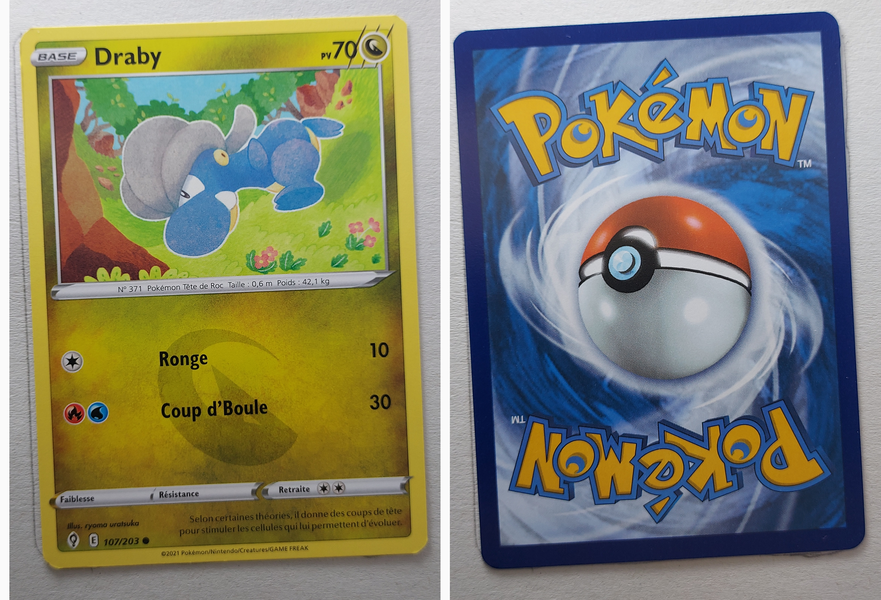 BASE Draby PV 70
N° 371 Pokémon Tête de Roc Taille : 0,6 m Poids : 42,1 kg
Ronge 10
Coup d'Boule 30
Faiblesse Résistance Retraite
Selon certaines théories, il donne des coups de tête
pour stimuler les cellules qui lui permettent d'évoluer.
Illus. ryoma uratsuka
E 107/203
©2021 Pokémon/Nintendo/Creatures/GAME FREAK
POKéMON
TM
TM
POKéMON